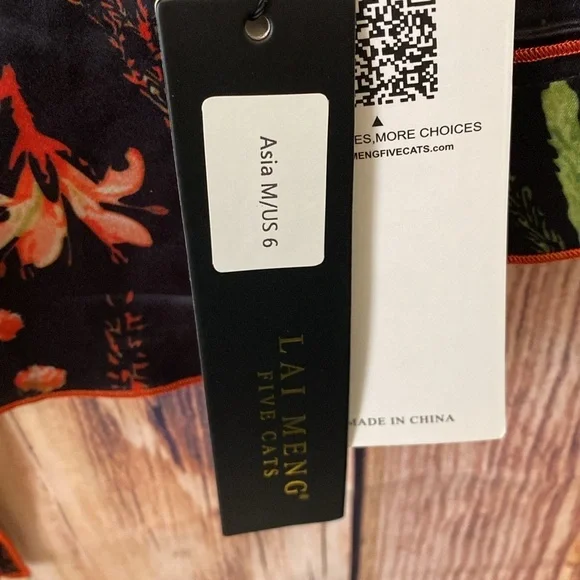 Asia M/US 6
LAI MENG®
FIVE CATS
ES,MORE CHOICES
MENGFIVECATS.com
MADE IN CHINA